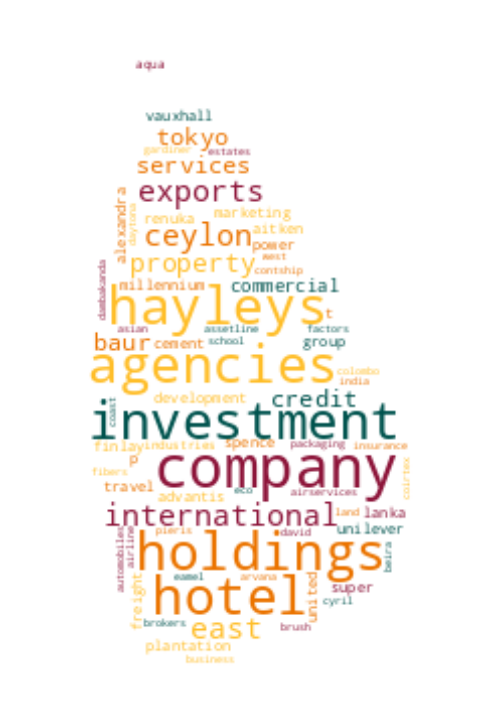 aqua
vauxhall
tokyo
gardiner estates
services
exports
alexandra
daytona
renuka marketing
ceylon aitken
power
west
property
contship
dambakanda
millennium commercial
hayleys t
asian assetline factors
baur cement school group
agencies colombo
india
development credit
coast
investment
finlay industries spence packaging insurance
p
company
fibers
cairtex
travel eco airservices
advantis
international land lanka
pieris david unilever
automobiles
airline
holdings
beira
eamel arvana
hotel super
united
cyril
freight
brokers east brush
plantation
business